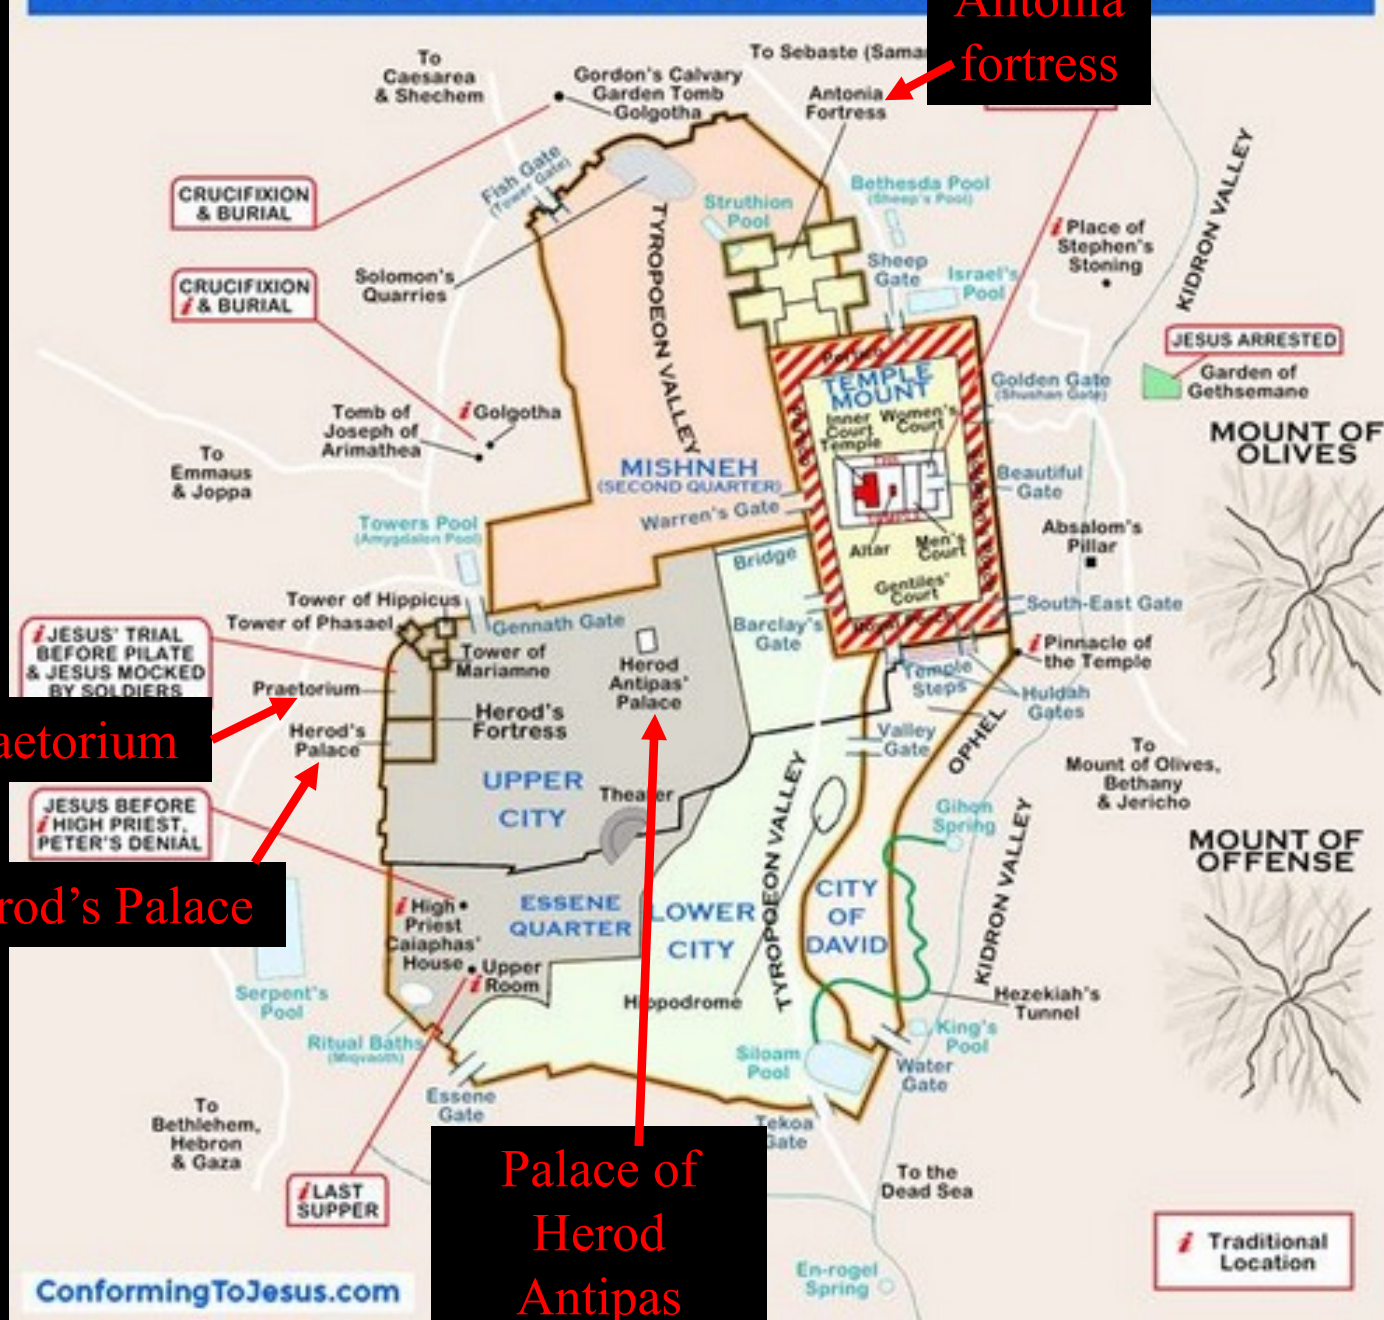 Antonia
fortress
To
Caesarea
& Shechem
Gordon's Calvary
Garden Tomb
Golgotha
To Sebaste
Antonia
Fortress
CRUCIFIXION
& BURIAL
Fish Gate
(Tower Gate)
Struthion
Pool
Bethesda Pool
(Sheep's Pool)
KIDRON VALLEY
i Place of
Stephen's
Stoning
Sheep
Gate
Israel's
Pool
Solomon's
Quarries
TYROPOEON VALLEY
CRUCIFIXION
i & BURIAL
JESUS ARRESTED
Garden of
Gethsemane
TEMPLE
MOUNT
Golden Gate
(Shushan Gate)
Inner
Court
Temple
Women's
Court
Tomb of
Joseph of
Arimathea
i Golgotha
MOUNT OF
OLIVES
To
Emmaus
& Joppa
MISHNEH
(SECOND QUARTER)
Warren's Gate
Beautiful
Gate
Towers Pool
(Amygdalon Pool)
Altar
Men's
Court
Absalom's
Pillar
Bridge
Gentiles'
Court
Tower of Hippicus
Tower of Phasael
Gennath Gate
Barclay's
Gate
South-East Gate
i JESUS' TRIAL
BEFORE PILATE
& JESUS MOCKED
BY SOLDIERS
Tower of
Mariamne
Herod
Antipas'
Palace
i Pinnacle of
the Temple
Temple
Steps
Huldah
Gates
Praetorium
Herod's
Fortress
Herod's
Palace
Valley
Gate
OPHEL
To
Mount of Olives,
Bethany
& Jericho
aetorium
UPPER
CITY
Theater
TYROPOEON VALLEY
Gihon
Spring
JESUS BEFORE
i HIGH PRIEST,
PETER'S DENIAL
KIDRON VALLEY
MOUNT OF
OFFENSE
rod's Palace
i High
Priest
Caiaphas'
House
ESSENE
QUARTER
LOWER
CITY
CITY
OF
DAVID
i Upper
Room
Hippodrome
Hezekiah's
Tunnel
Serpent's
Pool
Ritual Baths
(Miqvaoth)
Siloam
Pool
King's
Pool
Water
Gate
Essene
Gate
Tekoa
Gate
To
Bethlehem,
Hebron
& Gaza
i LAST
SUPPER
Palace of
Herod
Antipas
To the
Dead Sea
En-rogel
Spring
i Traditional
Location
ConformingToJesus.com